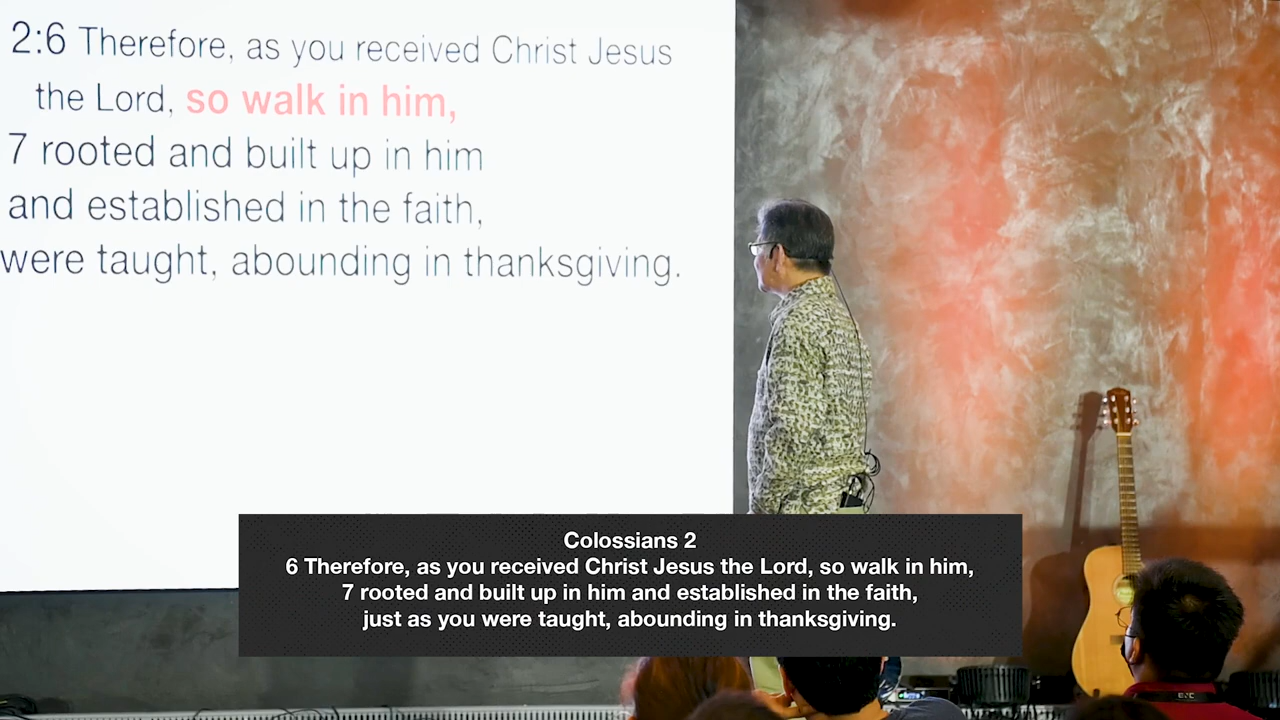 2:6 Therefore, as you received Christ Jesus
the Lord, so walk in him,
7 rooted and built up in him
and established in the faith,
were taught, abounding in thanksgiving.
Colossians 2
6 Therefore, as you received Christ Jesus the Lord, so walk in him,
7 rooted and built up in him and established in the faith,
just as you were taught, abounding in thanksgiving.